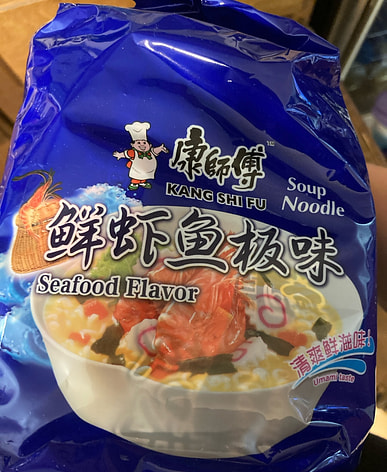 康師傅
KANG SHI FU
Soup
Noodle
鲜虾鱼板味
Seafood Flavor
清爽鮮滋味!
Umami taste